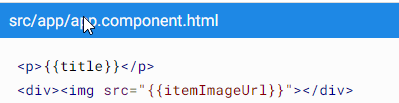 src/app/app.component.html
<p>{{title}}</p>
<div><img src="{{itemImageUrl}}"></div>